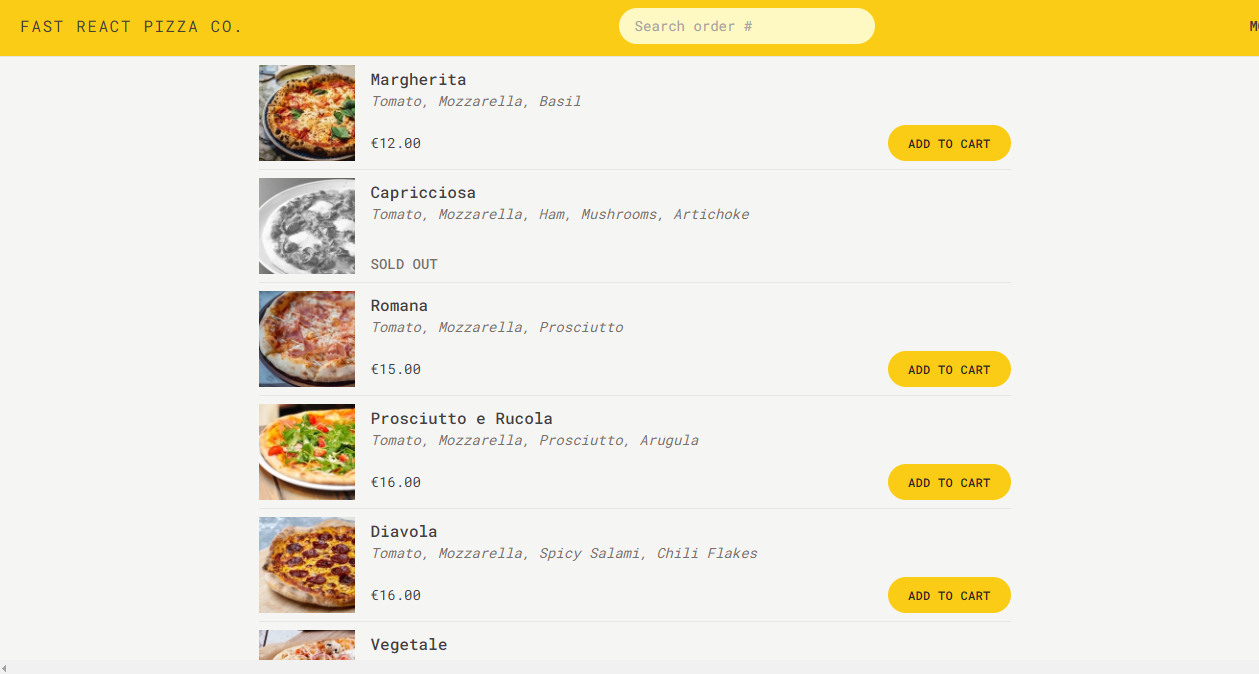 FAST REACT PIZZA CO.
Search order #
Margherita
Tomato, Mozzarella, Basil
€12.00
ADD TO CART
Capricciosa
Tomato, Mozzarella, Ham, Mushrooms, Artichoke
SOLD OUT
Romana
Tomato, Mozzarella, Prosciutto
€15.00
ADD TO CART
Prosciutto e Rucola
Tomato, Mozzarella, Prosciutto, Arugula
€16.00
ADD TO CART
Diavola
Tomato, Mozzarella, Spicy Salami, Chili Flakes
€16.00
ADD TO CART
Vegetale